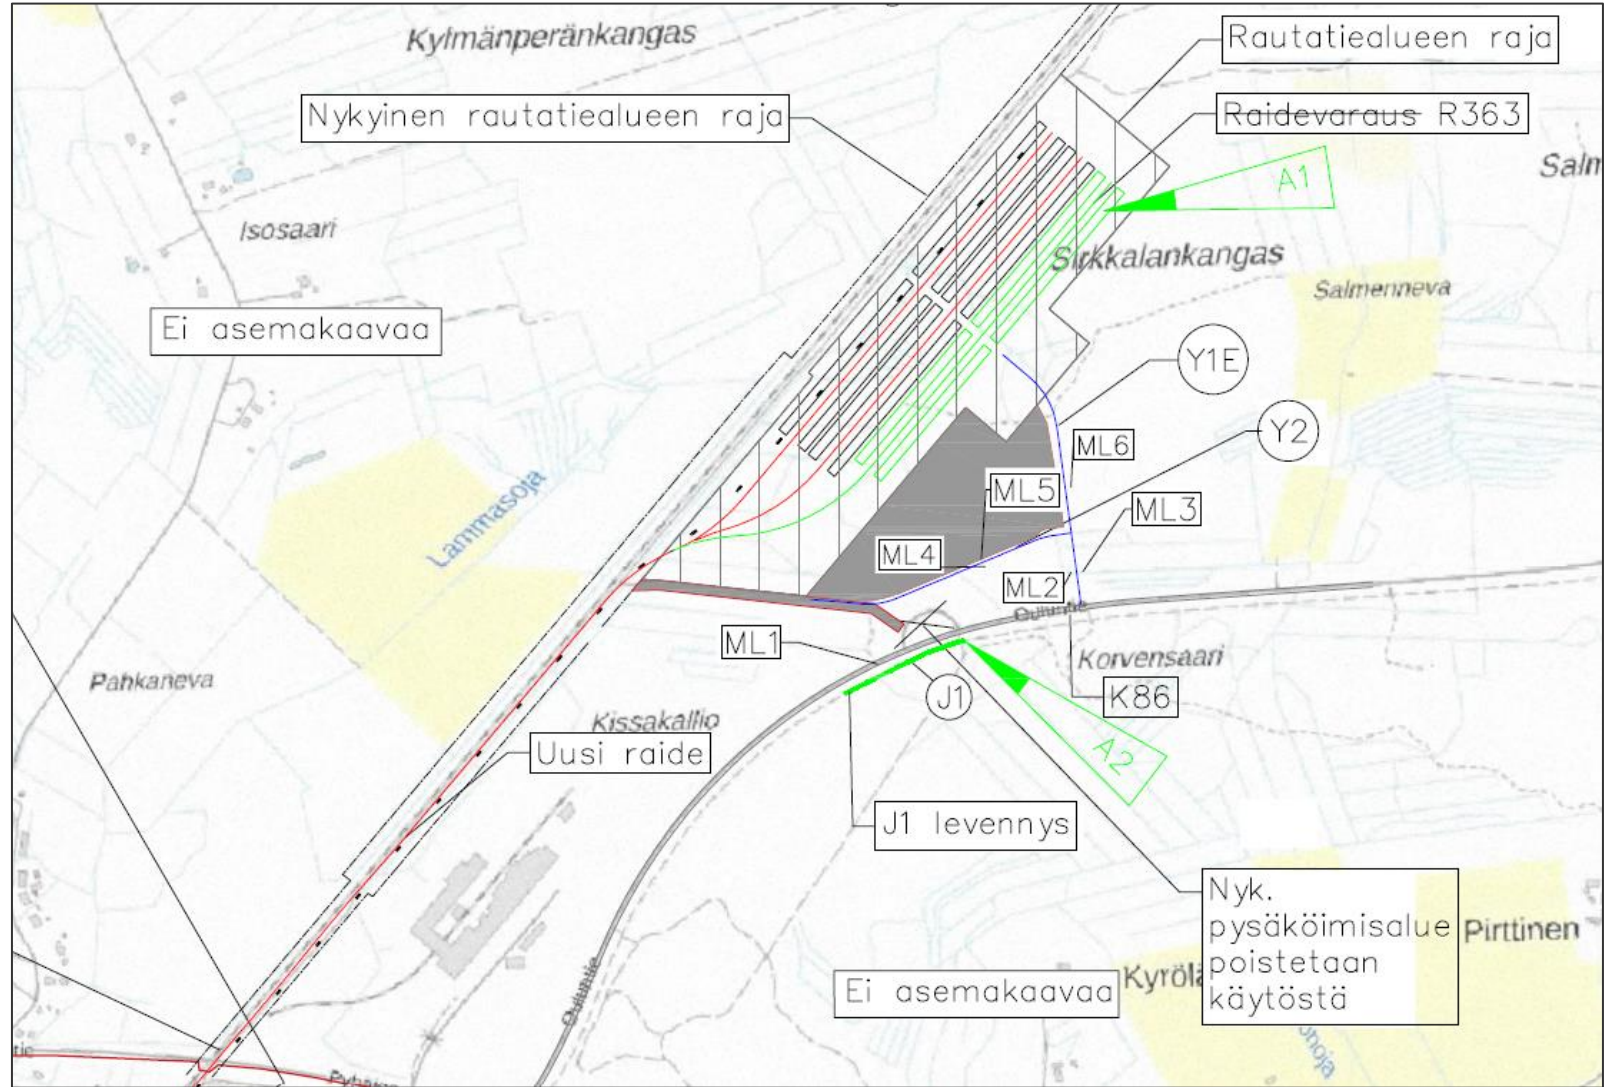 Kylmänperänkangas
Rautatiealueen raja
Nykyinen rautatiealueen raja
Raidevaraus R363
A1
Isosaari
Sirkkalankangas
Salmenneva
Ei asemakaavaa
Y1E
Y2
ML6
ML5
ML3
Lammasoja
ML4
ML2
ML1
Korvensaari
Pahkaneva
J1
K86
Kissakallio
Uusi raide
A2
J1 levennys
Nyk.
pysäköimisalue
poistetaan
käytöstä
Pirttinen
Ei asemakaavaa
Ouluntie